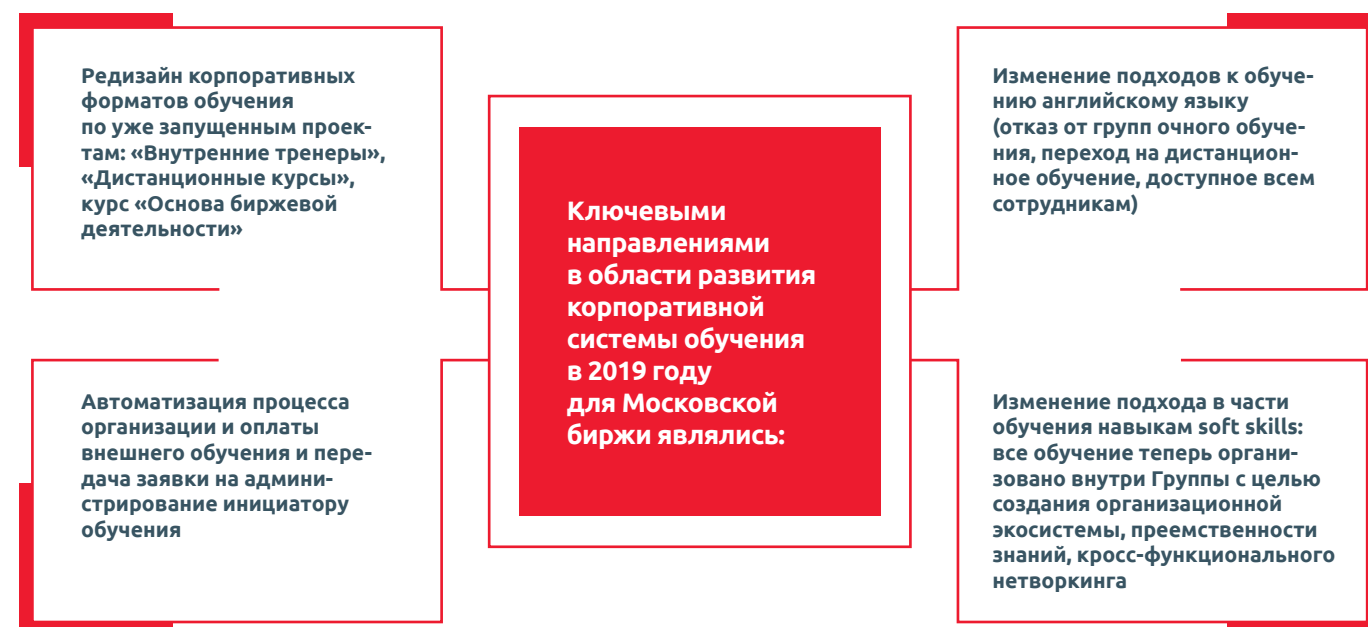 Редизайн корпоративных
форматов обучения
по уже запущенным проек-
там: «Внутренние тренеры»,
«Дистанционные курсы»,
курс «Основа биржевой
деятельности»
Ключевыми
направлениями
в области развития
корпоративной
системы обучения
в 2019 году
для Московской
биржи являлись:
Изменение подходов к обуче-
нию английскому языку
(отказ от групп очного обуче-
ния, переход на дистанцион-
ное обучение, доступное всем
сотрудникам)
Автоматизация процесса
организации и оплаты
внешнего обучения и пере-
дача заявки на админи-
стрирование инициатору
обучения
Изменение подхода в части
обучения навыкам soft skills:
все обучение теперь органи-
зовано внутри Группы с целью
создания организационной
экосистемы, преемственности
знаний, кросс-функционального
нетворкинга